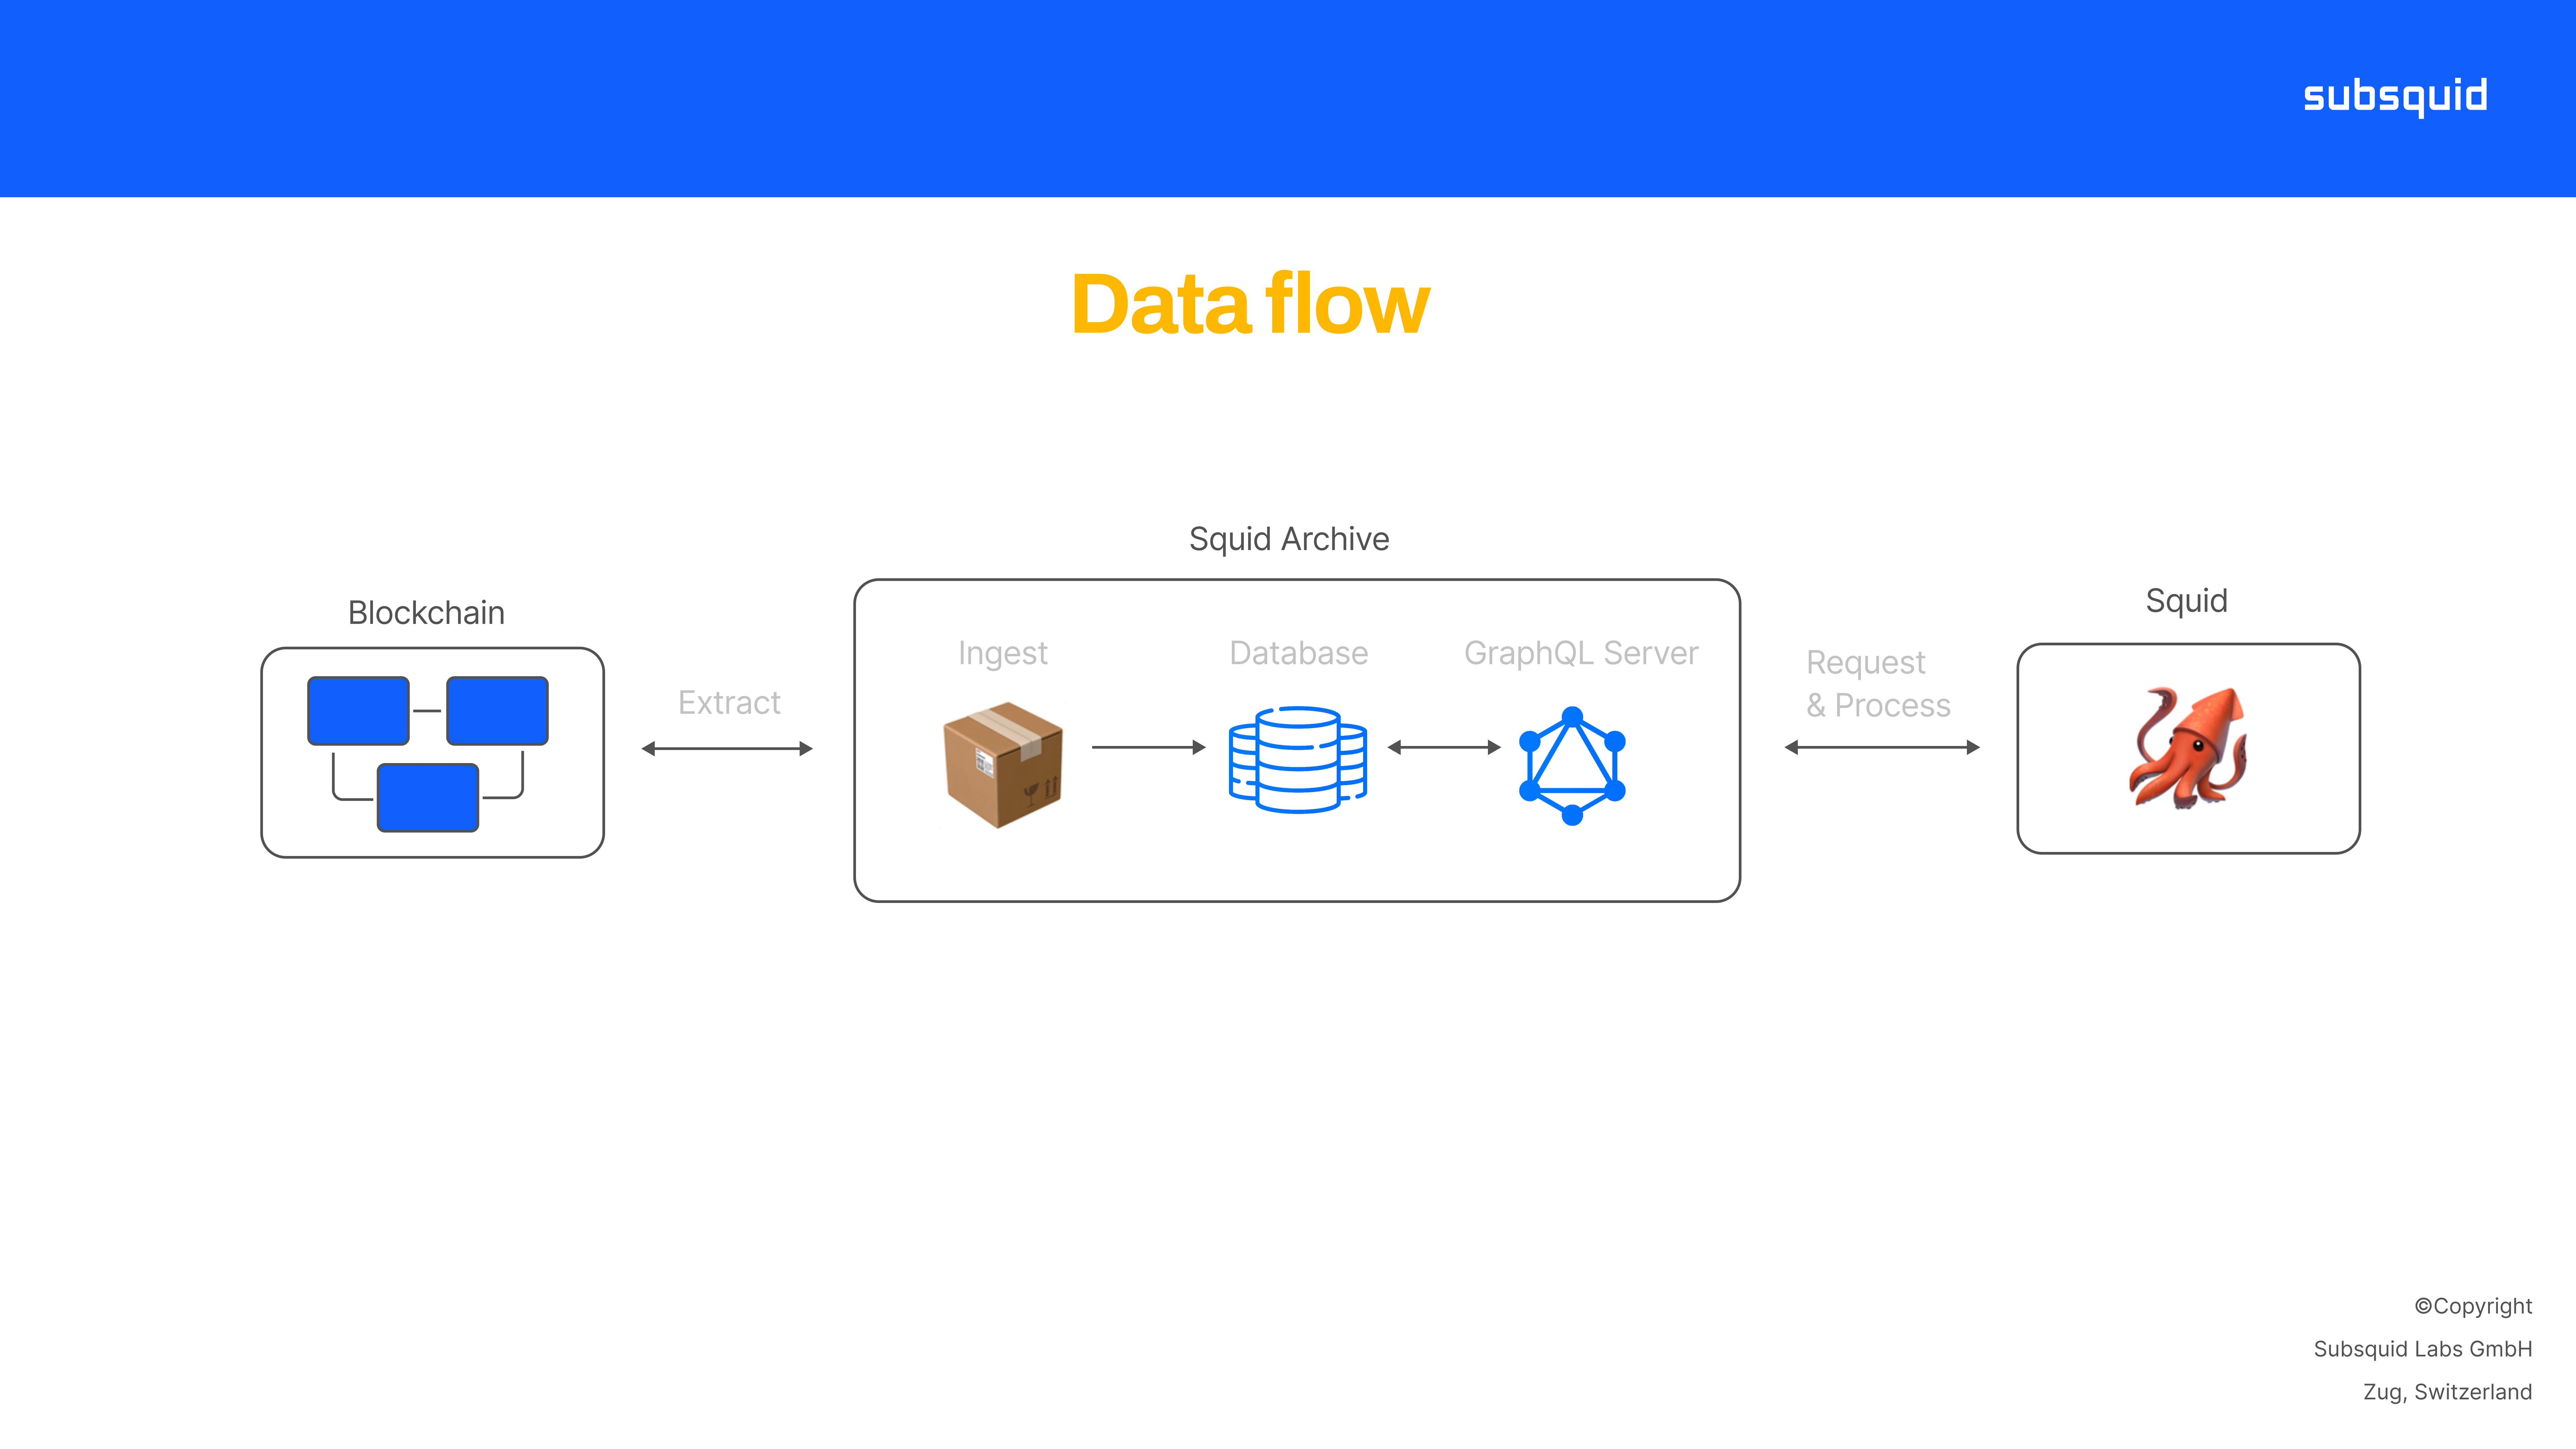 subsquid
Data flow
Squid Archive
Blockchain
Squid
Ingest
Database
GraphQL Server
Extract
Request
& Process
©Copyright
Subsquid Labs GmbH
Zug, Switzerland